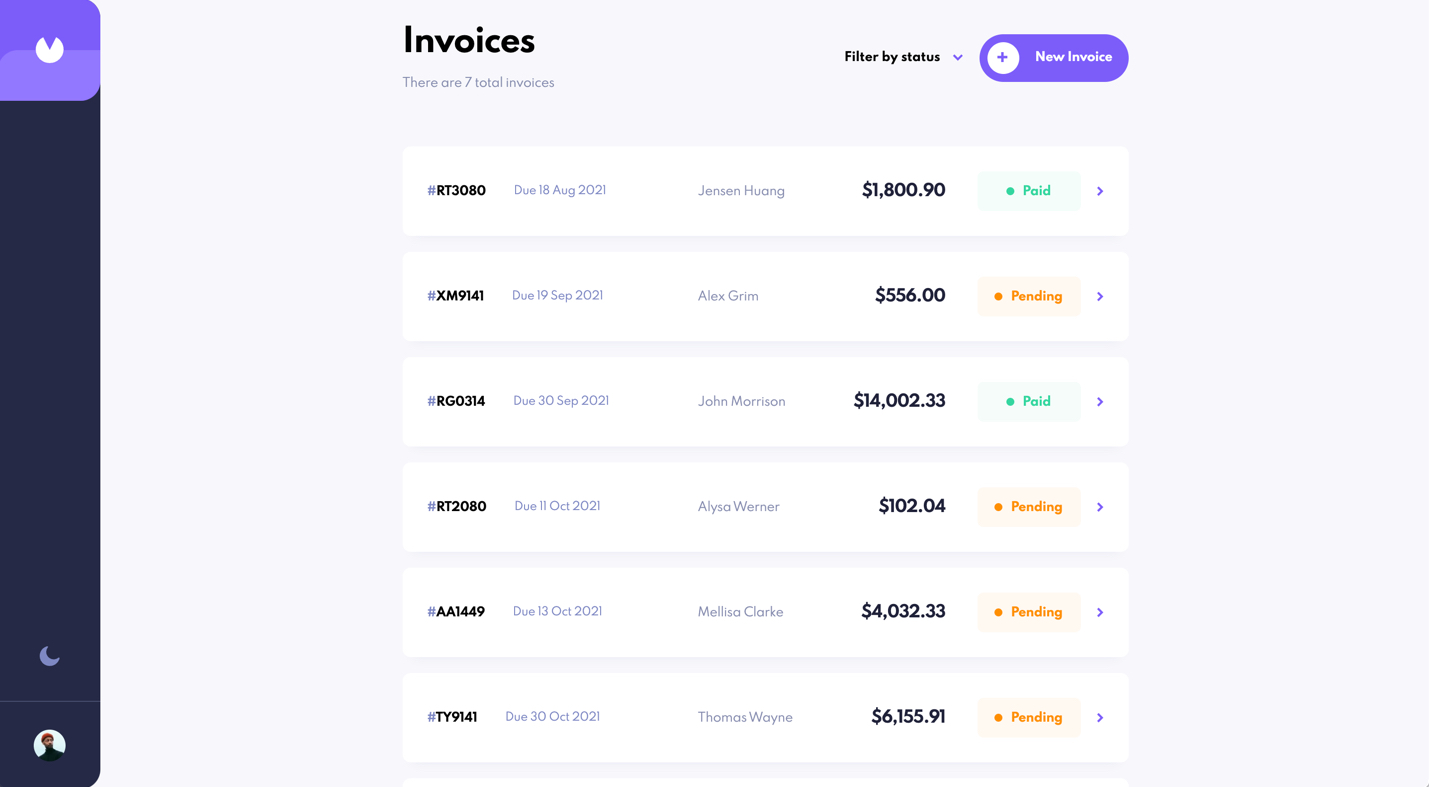 Invoices
There are 7 total invoices
Filter by status
New Invoice
#RT3080 Due 18 Aug 2021 Jensen Huang $1,800.90 Paid
#XM9141 Due 19 Sep 2021 Alex Grim $556.00 Pending
#RG0314 Due 30 Sep 2021 John Morrison $14,002.33 Paid
#RT2080 Due 11 Oct 2021 Alysa Werner $102.04 Pending
#AA1449 Due 13 Oct 2021 Mellisa Clarke $4,032.33 Pending
#TY9141 Due 30 Oct 2021 Thomas Wayne $6,155.91 Pending